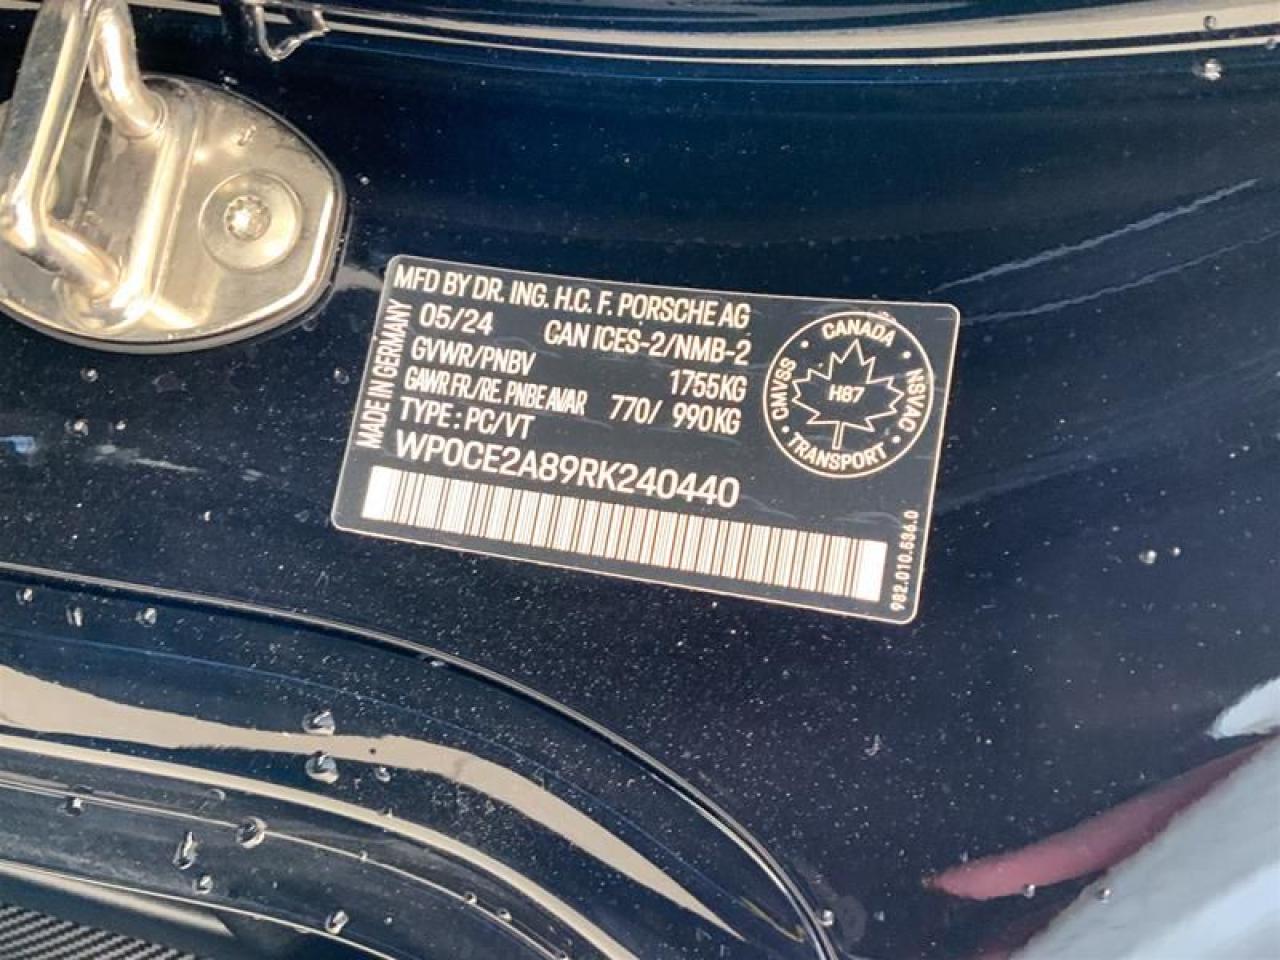 MFD BY DR. ING. H.C. F. PORSCHE AG
05/24 CAN ICES-2/NMB-2
GVWR/PNBV 1755KG
GAWR FR./RE. PNBE AVAR 770/ 990KG
TYPE: PC/VT
WP0CE2A89RK240440
MADE IN GERMANY
CANADA
CMVSS
NSVAC
H87
TRANSPORT
982.010.636.0